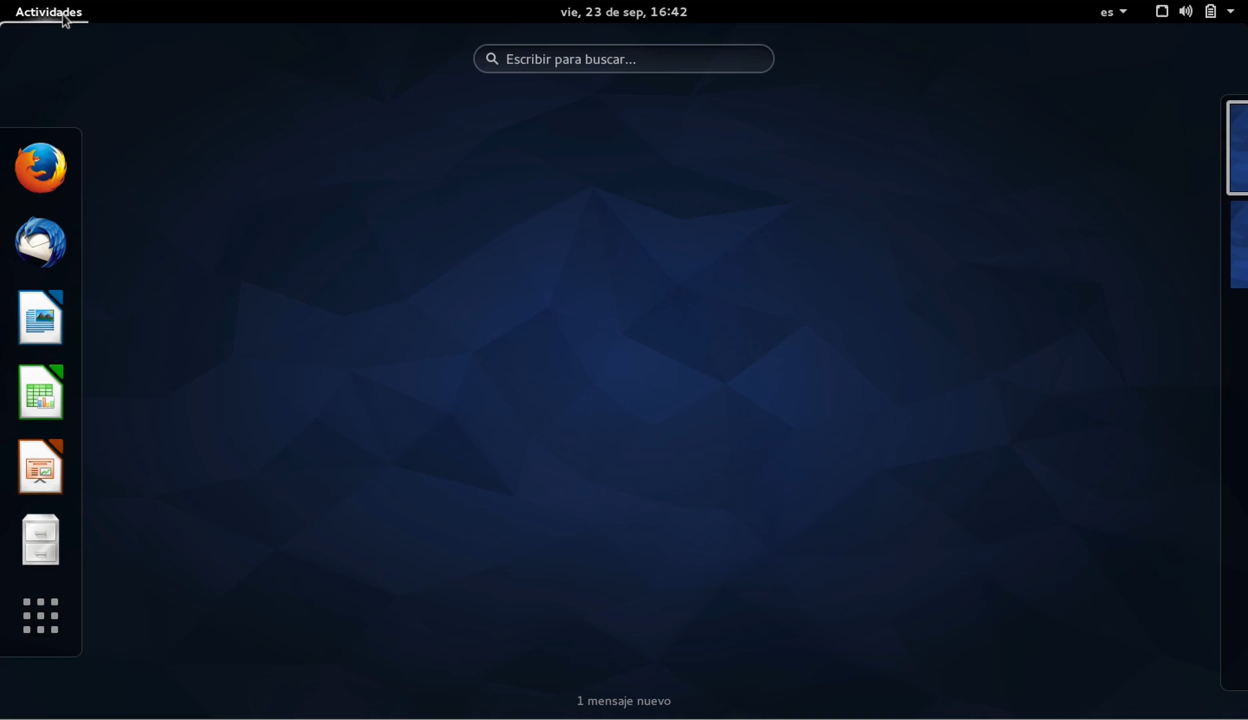 Actividades
vie, 23 de sep, 16:42
es
Escribir para buscar...
1 mensaje nuevo